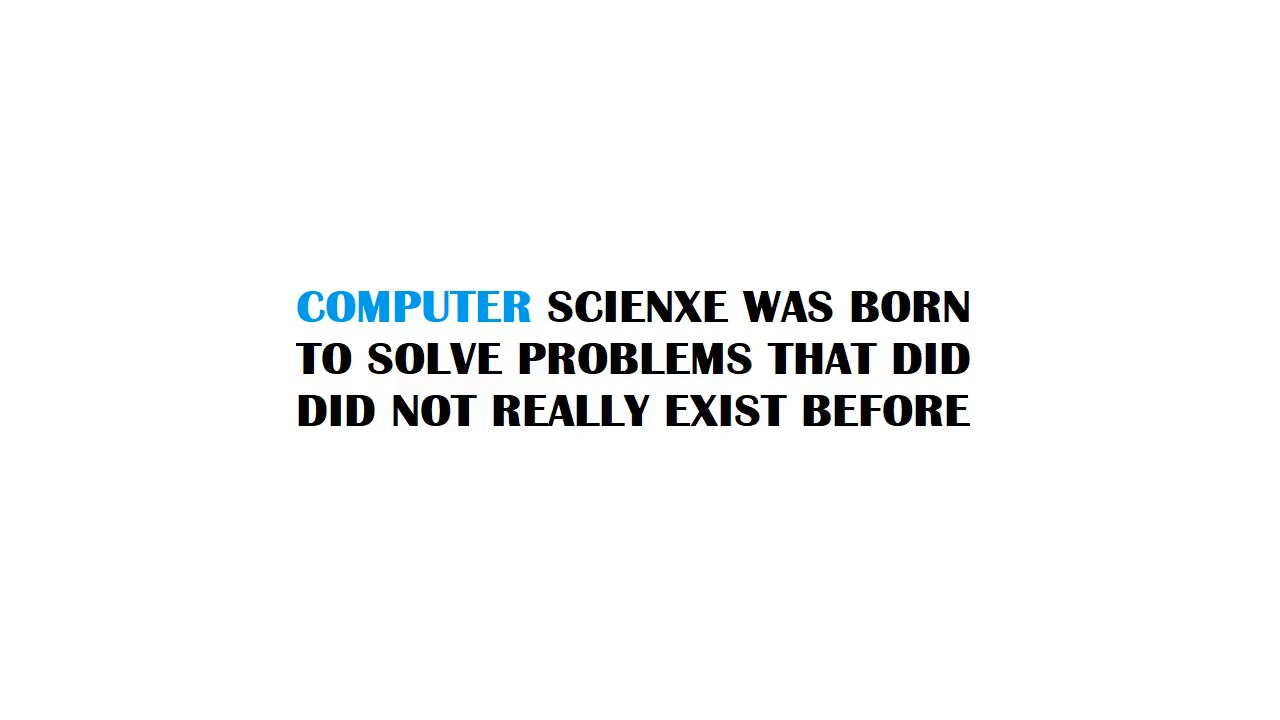 COMPUTER SCIENXE WAS BORN
TO SOLVE PROBLEMS THAT DID
DID NOT REALLY EXIST BEFORE